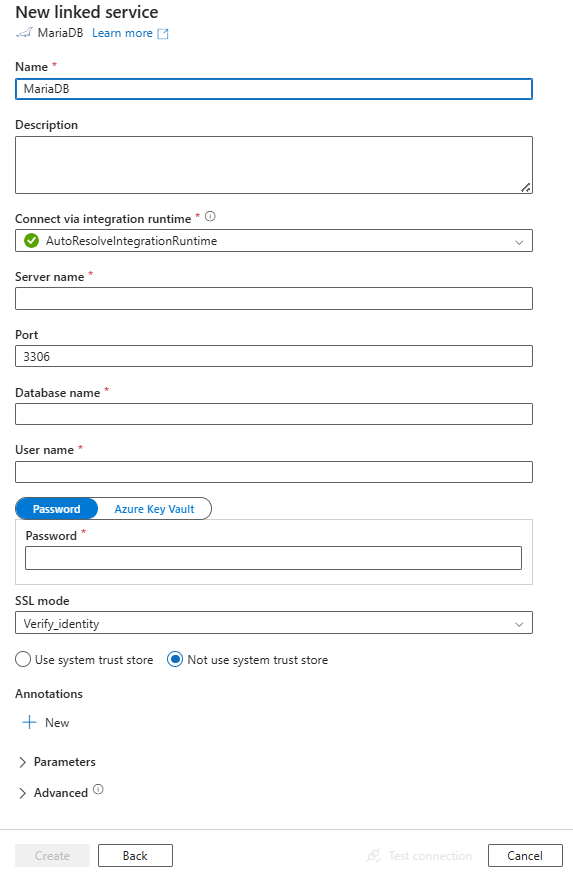 New linked service
MariaDB Learn more
Name *
MariaDB
Description
Connect via integration runtime *
AutoResolveIntegrationRuntime
Server name *
Port
3306
Database name *
User name *
Password Azure Key Vault
Password *
SSL mode
Verify_identity
Use system trust store Not use system trust store
Annotations
New
Parameters
Advanced
Create Back Test connection Cancel